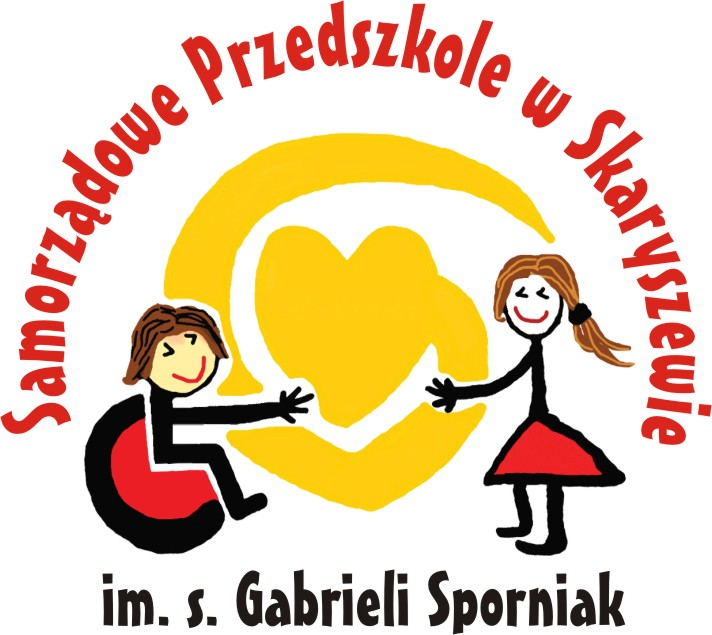 Samorządowe Przedszkole w Skaryszewie
im. s. Gabrieli Sporniak